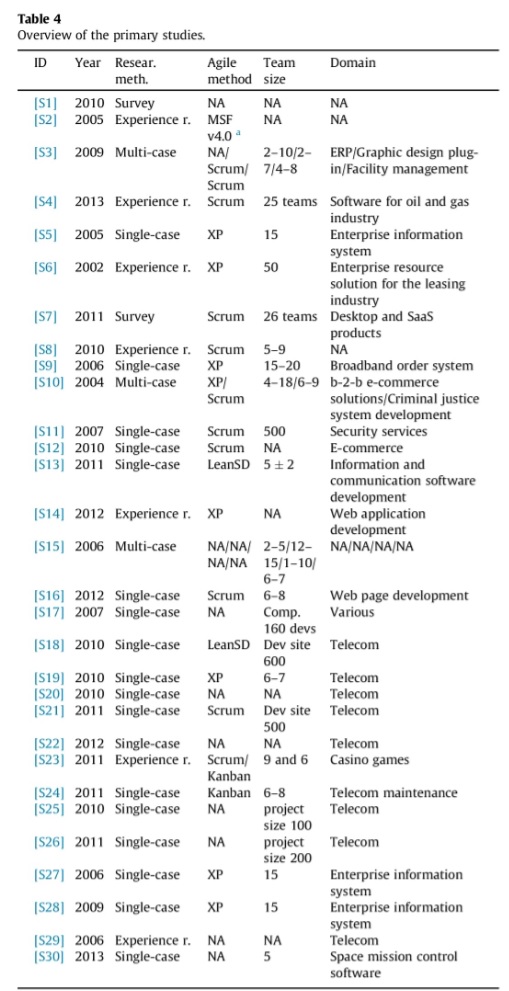 Table 4
Overview of the primary studies.
ID Year Resear. Agile Team Domain
meth. method size
[S1] 2010 Survey NA NA NA
[S2] 2005 Experience r. MSF NA NA
v4.0 a
[S3] 2009 Multi-case NA/ 2–10/2– ERP/Graphic design plug-
Scrum/ 7/4–8 in/Facility management
Scrum
[S4] 2013 Experience r. Scrum 25 teams Software for oil and gas
industry
[S5] 2005 Single-case XP 15 Enterprise information
system
[S6] 2002 Experience r. XP 50 Enterprise resource
solution for the leasing
industry
[S7] 2011 Survey Scrum 26 teams Desktop and SaaS
products
[S8] 2010 Experience r. Scrum 5–9 NA
[S9] 2006 Single-case XP 15–20 Broadband order system
[S10] 2004 Multi-case XP/ 4–18/6–9 b-2-b e-commerce
Scrum solutions/Criminal justice
system development
[S11] 2007 Single-case Scrum 500 Security services
[S12] 2010 Single-case Scrum NA E-commerce
[S13] 2011 Single-case LeanSD 5 ± 2 Information and
communication software
development
[S14] 2012 Experience r. XP NA Web application
development
[S15] 2006 Multi-case NA/NA/ 2–5/12– NA/NA/NA/NA
NA/NA 15/1–10/
6–7
[S16] 2012 Single-case Scrum 6–8 Web page development
[S17] 2007 Single-case NA Comp. Various
160 devs
[S18] 2010 Single-case LeanSD Dev site Telecom
600
[S19] 2010 Single-case XP 6–7 Telecom
[S20] 2010 Single-case NA NA Telecom
[S21] 2011 Single-case Scrum Dev site Telecom
500
[S22] 2012 Single-case NA NA Telecom
[S23] 2011 Experience r. Scrum/ 9 and 6 Casino games
Kanban
[S24] 2011 Single-case Kanban 6–8 Telecom maintenance
[S25] 2010 Single-case NA project Telecom
size 100
[S26] 2011 Single-case NA project Telecom
size 200
[S27] 2006 Single-case XP 15 Enterprise information
system
[S28] 2009 Single-case XP 15 Enterprise information
system
[S29] 2006 Experience r. NA NA Telecom
[S30] 2013 Single-case NA 5 Space mission control
software